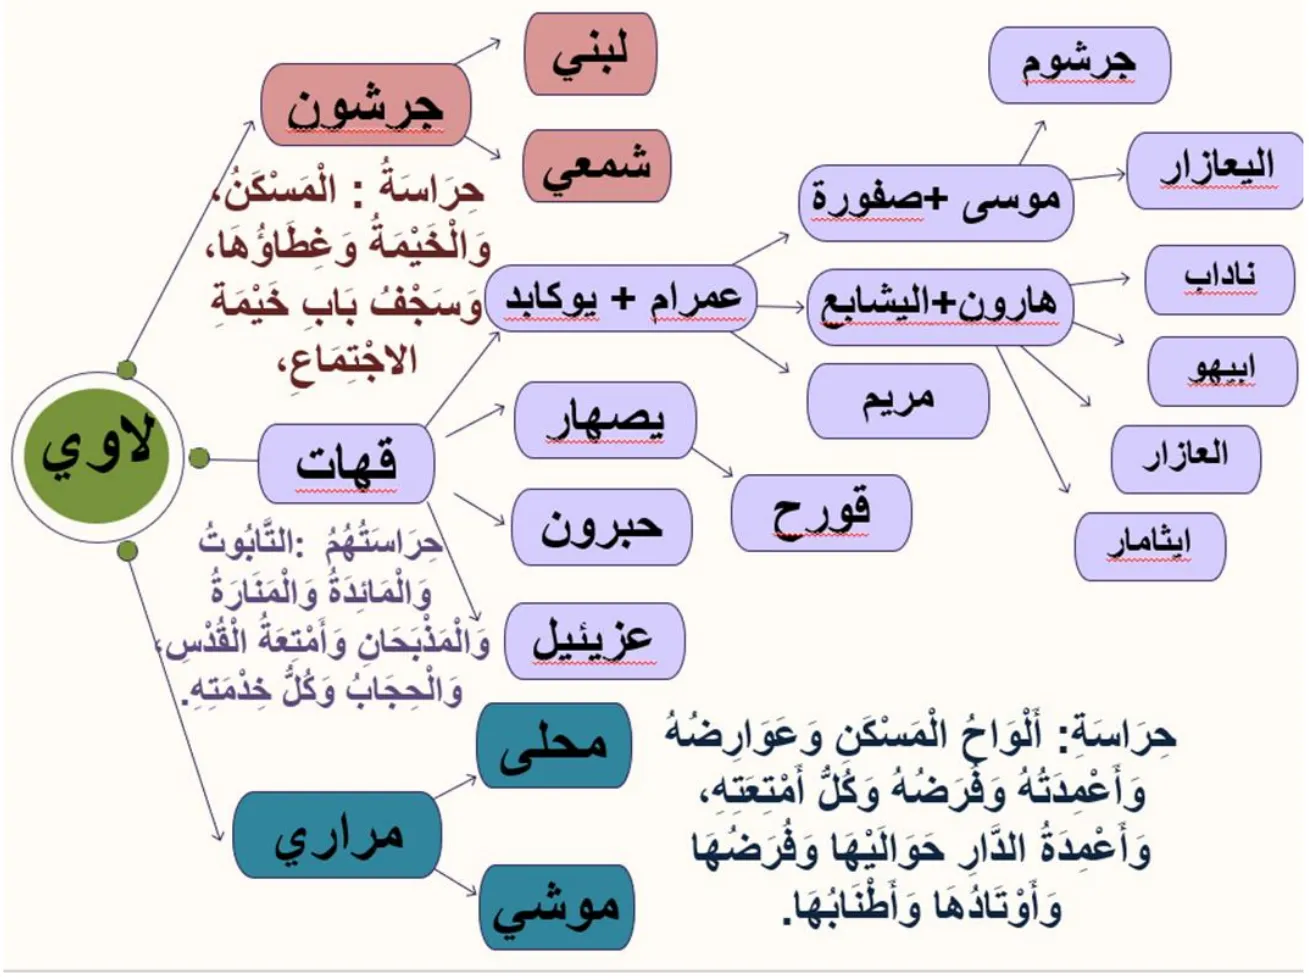 لاوي
جرشون
لبني
شمعي
حِرَاسَةُ : الْمَسْكَنُ،
وَالْخَيْمَةُ وَغِطَاؤُهَا،
وَسَجْفُ بَابِ خَيْمَةِ
الاجْتِمَاعِ،
قهات
عمرام + يوكابد
موسى +صفورة
جرشوم
اليعازار
هارون+اليشابع
ناداب
ابيهو
العازار
ايثامار
مريم
يصهار
قورح
حبرون
عزيئيل
حِرَاسَتُهُمُ :التَّابُوتُ
وَالْمَائِدَةُ وَالْمَنَارَةُ
وَالْمَذْبَحَانِ وَأَمْتِعَةُ الْقُدْسِ،
وَالْحِجَابُ وَكُلُّ خِدْمَتِهِ.
مراري
محلى
موشي
حِرَاسَةِ: أَلْوَاحُ الْمَسْكَنِ وَعَوَارِضُهُ
وَأَعْمِدَتُهُ وَفُرَضُهُ وَكُلُّ أَمْتِعَتِهِ،
وَأَعْمِدَةُ الدَّارِ حَوَالَيْهَا وَفُرَضُهَا
وَأَوْتَادُهَا وَأَطْنَابُهَا.